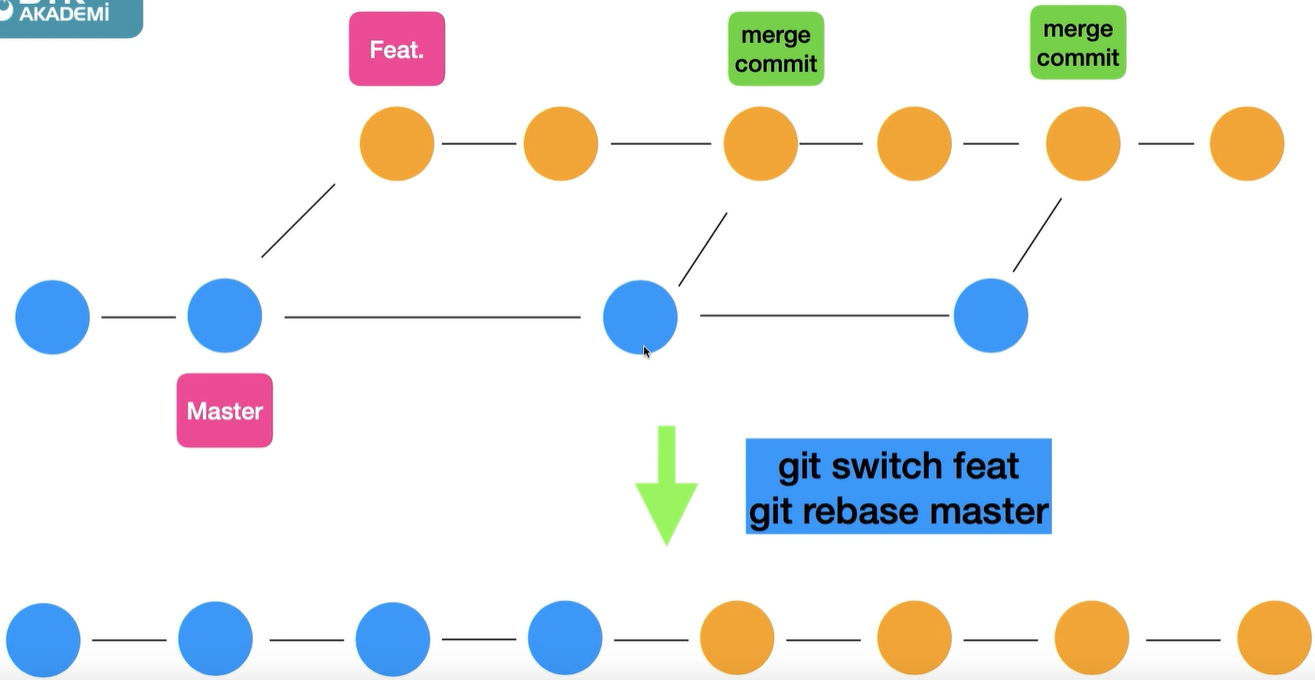 AKADEMİ
Feat.
merge
commit
merge
commit
Master
git switch feat
git rebase master